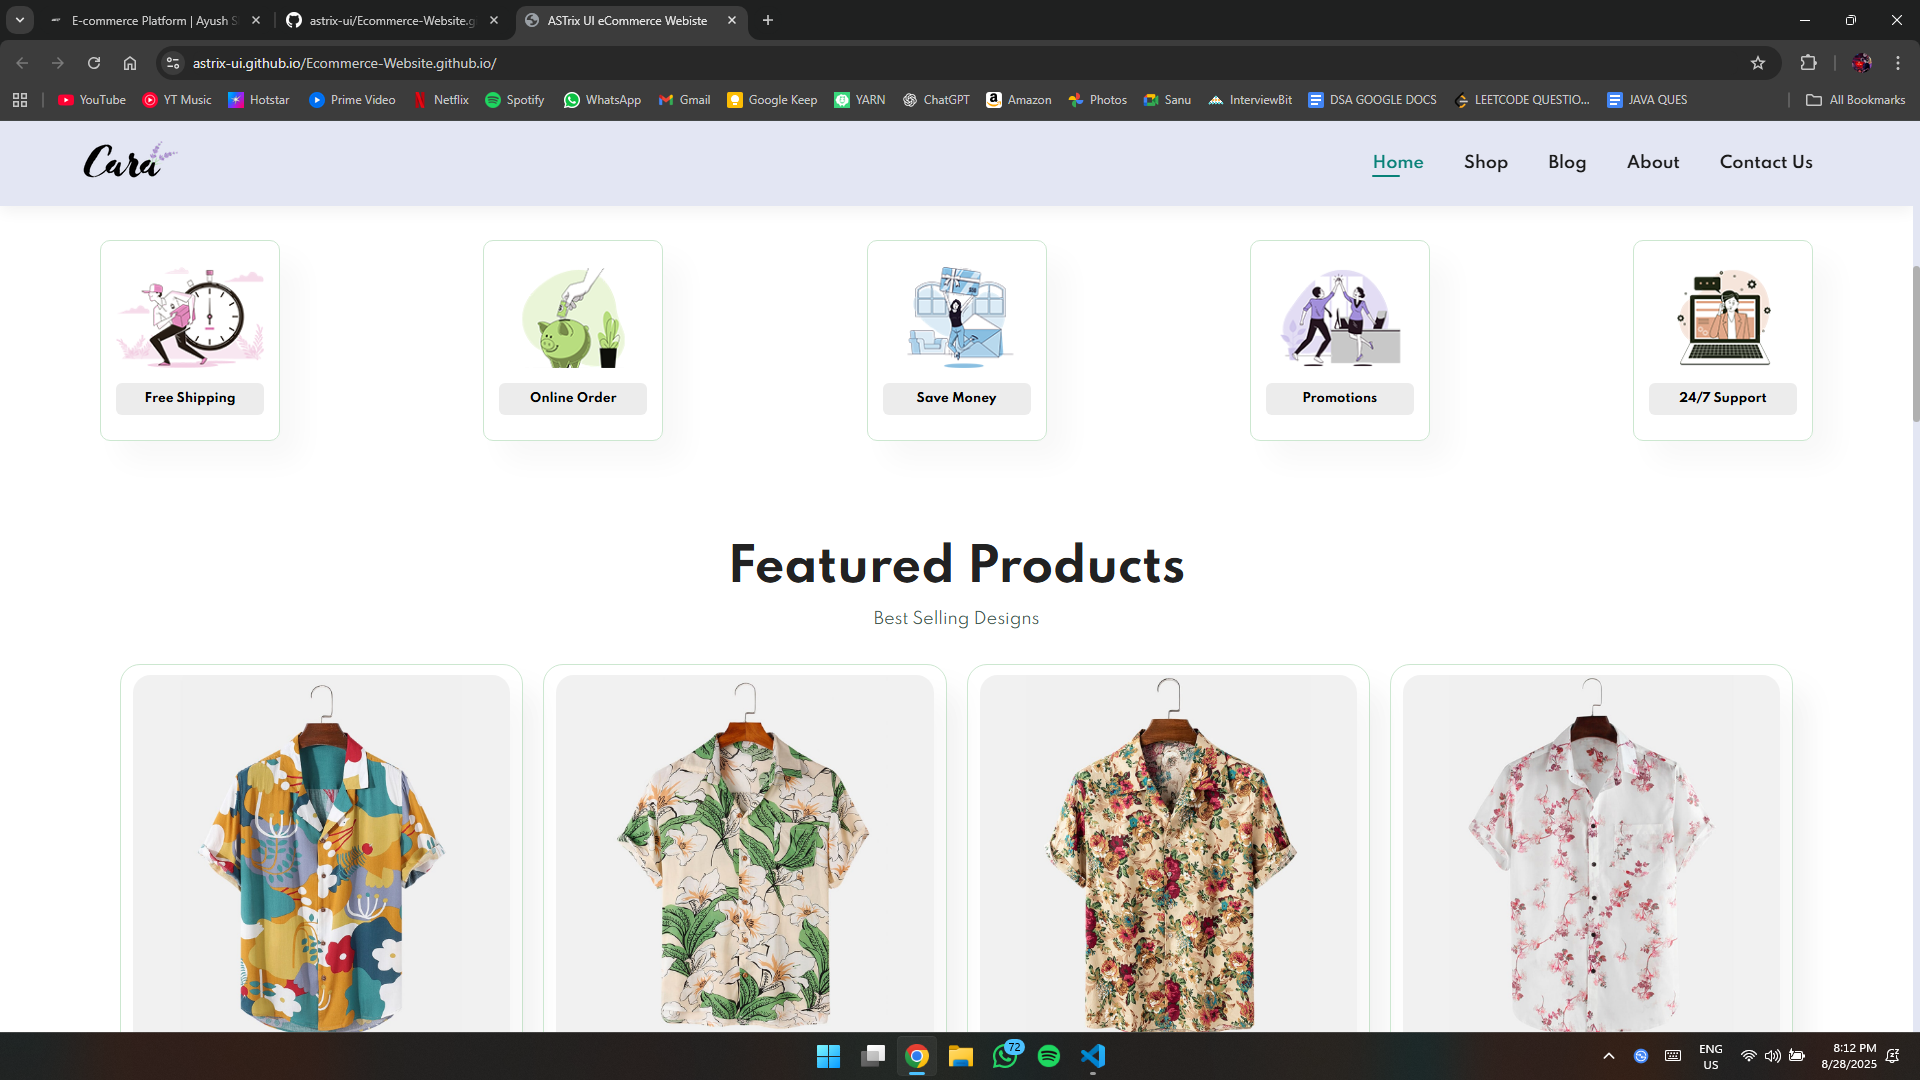 E-commerce Platform | Ayush S
astrix-ui/Ecommerce-Website.g
ASTrix UI eCommerce Webiste
astrix-ui.github.io/Ecommerce-Website.github.io/
YouTube
YT Music
Hotstar
Prime Video
Netflix
Spotify
WhatsApp
Gmail
Google Keep
YARN
ChatGPT
Amazon
Photos
Sanu
InterviewBit
DSA GOOGLE DOCS
LEETCODE QUESTIO...
JAVA QUES
All Bookmarks
Cara
Home
Shop
Blog
About
Contact Us
Free Shipping
Online Order
Save Money
Promotions
24/7 Support
Featured Products
Best Selling Designs
72
ENG
US
8:12 PM
8/28/2025